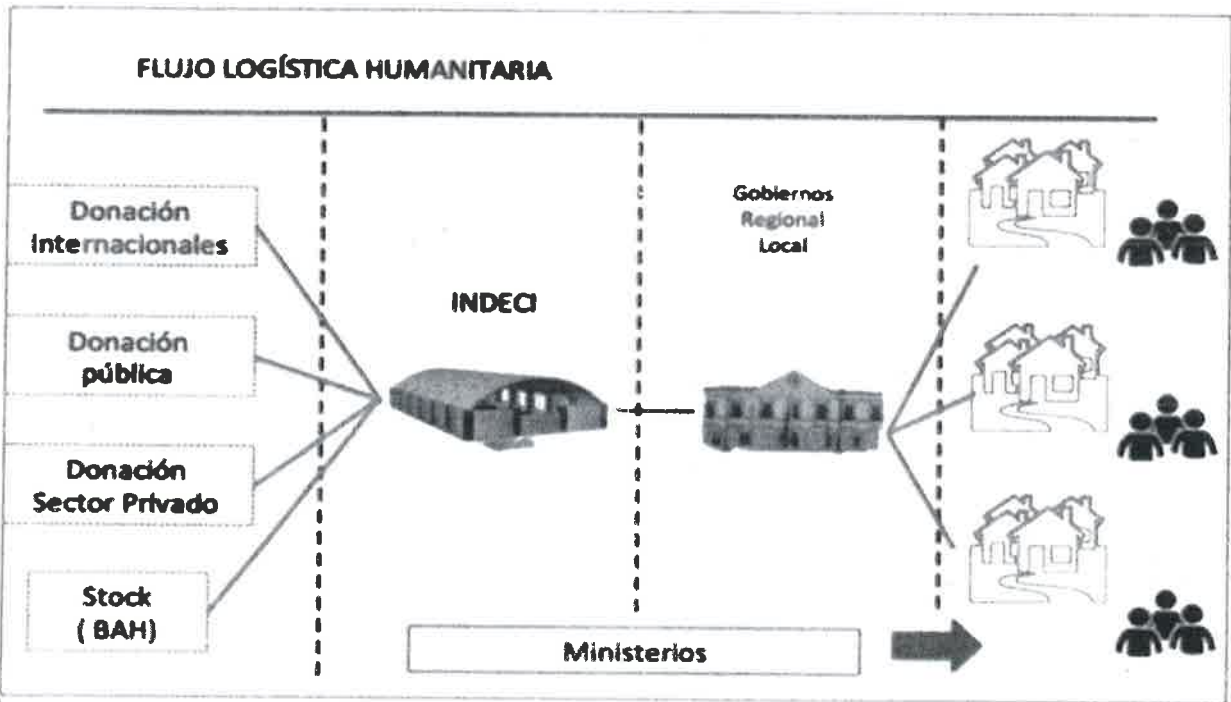 FLUJO LOGÍSTICA HUMANITARIA
Donación
Internacionales
Donación
pública
Donación
Sector Privado
Stock
( BAH)
INDECI
Gobiernos
Regional
Local
Ministerios